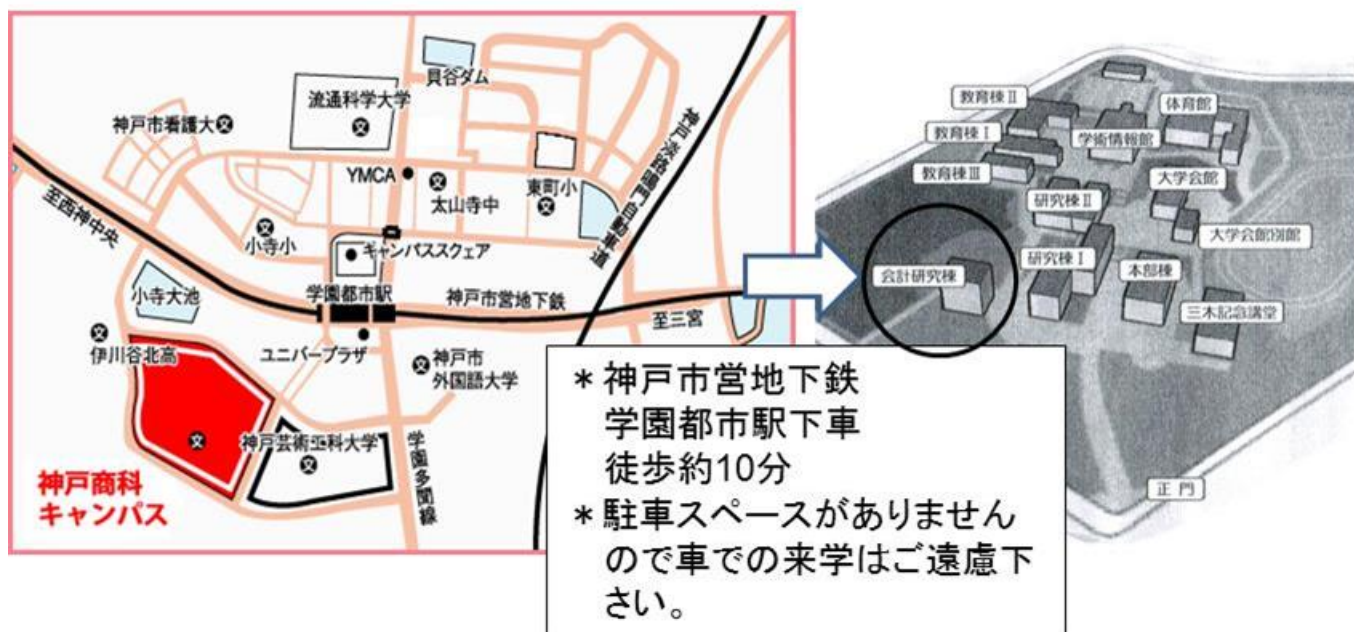 貝谷ダム
流通科学大学
神戸市看護大
神戸淡路鳴門自動車道
YMCA
太山寺中
東町小
至西神中央
小寺小
キャンパススクェア
小寺大池
学園都市駅
神戸市営地下鉄
至三宮
伊川谷北高
ユニバープラザ
神戸市
外国語大学
神戸芸術工科大学
学園多聞線
神戸商科
キャンパス
教育棟Ⅱ
体育館
教育棟Ⅰ
学術情報館
教育棟Ⅲ
大学会館
研究棟Ⅱ
大学会館別館
会計研究棟
研究棟Ⅰ
本部棟
三木記念講堂
正門
＊神戸市営地下鉄
学園都市駅下車
徒歩約10分
＊駐車スペースがありません
ので車での来学はご遠慮下
さい。